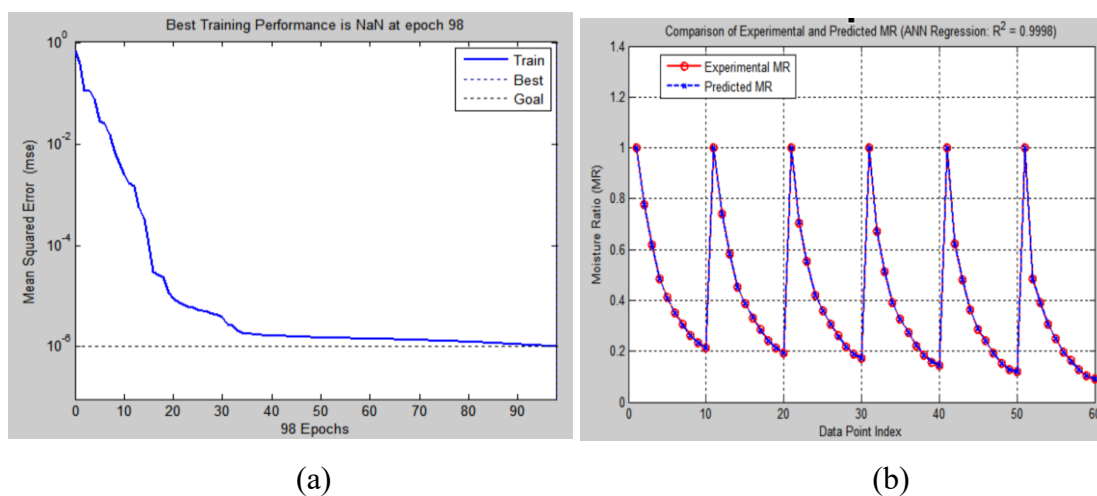 Best Training Performance is NaN at epoch 98
10^0
10^-2
10^-4
10^-6
Mean Squared Error (mse)
Train
Best
Goal
0 10 20 30 40 50 60 70 80 90
98 Epochs
(a)
Comparison of Experimental and Predicted MR (ANN Regression: R^2 = 0.9998)
Experimental MR
Predicted MR
1.4
1.2
1
0.8
0.6
0.4
0.2
0
Moisture Ratio (MR)
0 10 20 30 40 50 60
Data Point Index
(b)